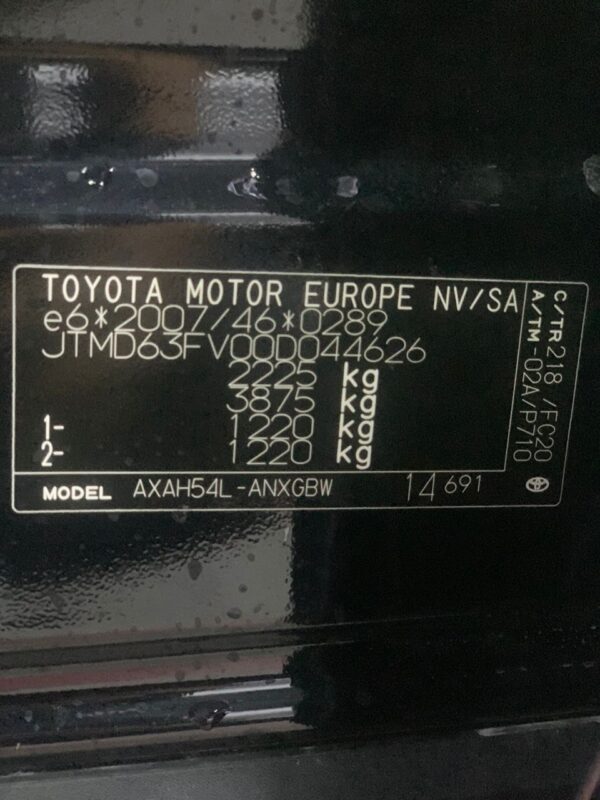 TOYOTA MOTOR EUROPE NV/SA
e6*2007/46*0289
JTMD63FV00D044626
2225 kg
3875 kg
1- 1220 kg
2- 1220 kg
MODEL AXAH54L-ANXGBW 14 691
C/TR 218 /FC20
A/TM -02A/P710